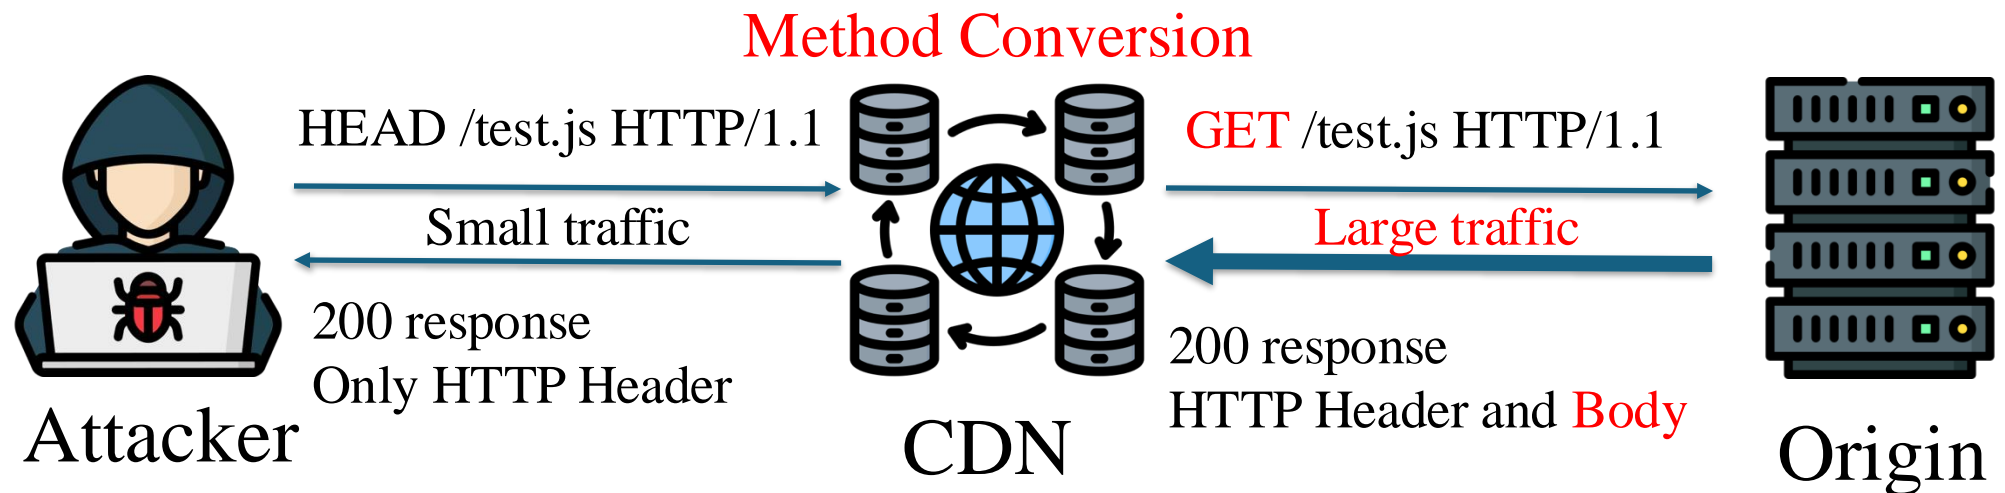 Method Conversion
HEAD /test.js HTTP/1.1
Small traffic
200 response
Only HTTP Header
GET /test.js HTTP/1.1
Large traffic
200 response
HTTP Header and Body
Attacker
CDN
Origin